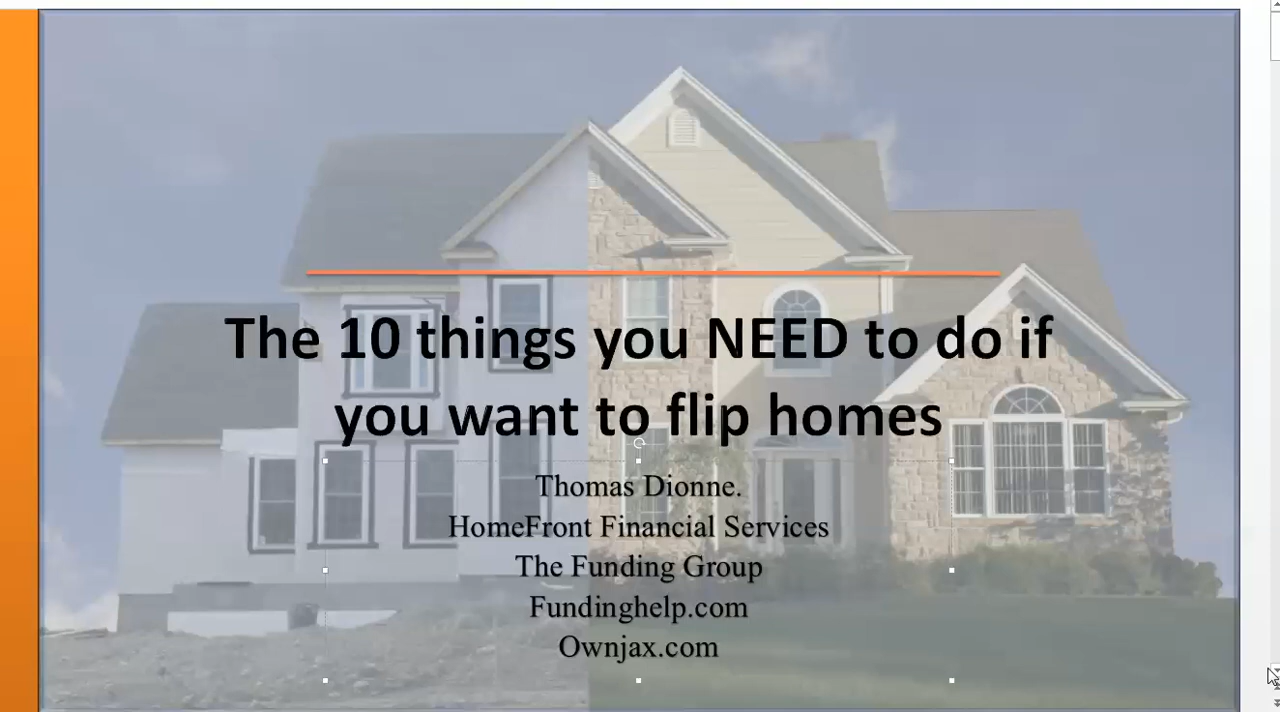 The 10 things you NEED to do if
you want to flip homes
Thomas Dionne.
HomeFront Financial Services
The Funding Group
Fundinghelp.com
Ownjax.com